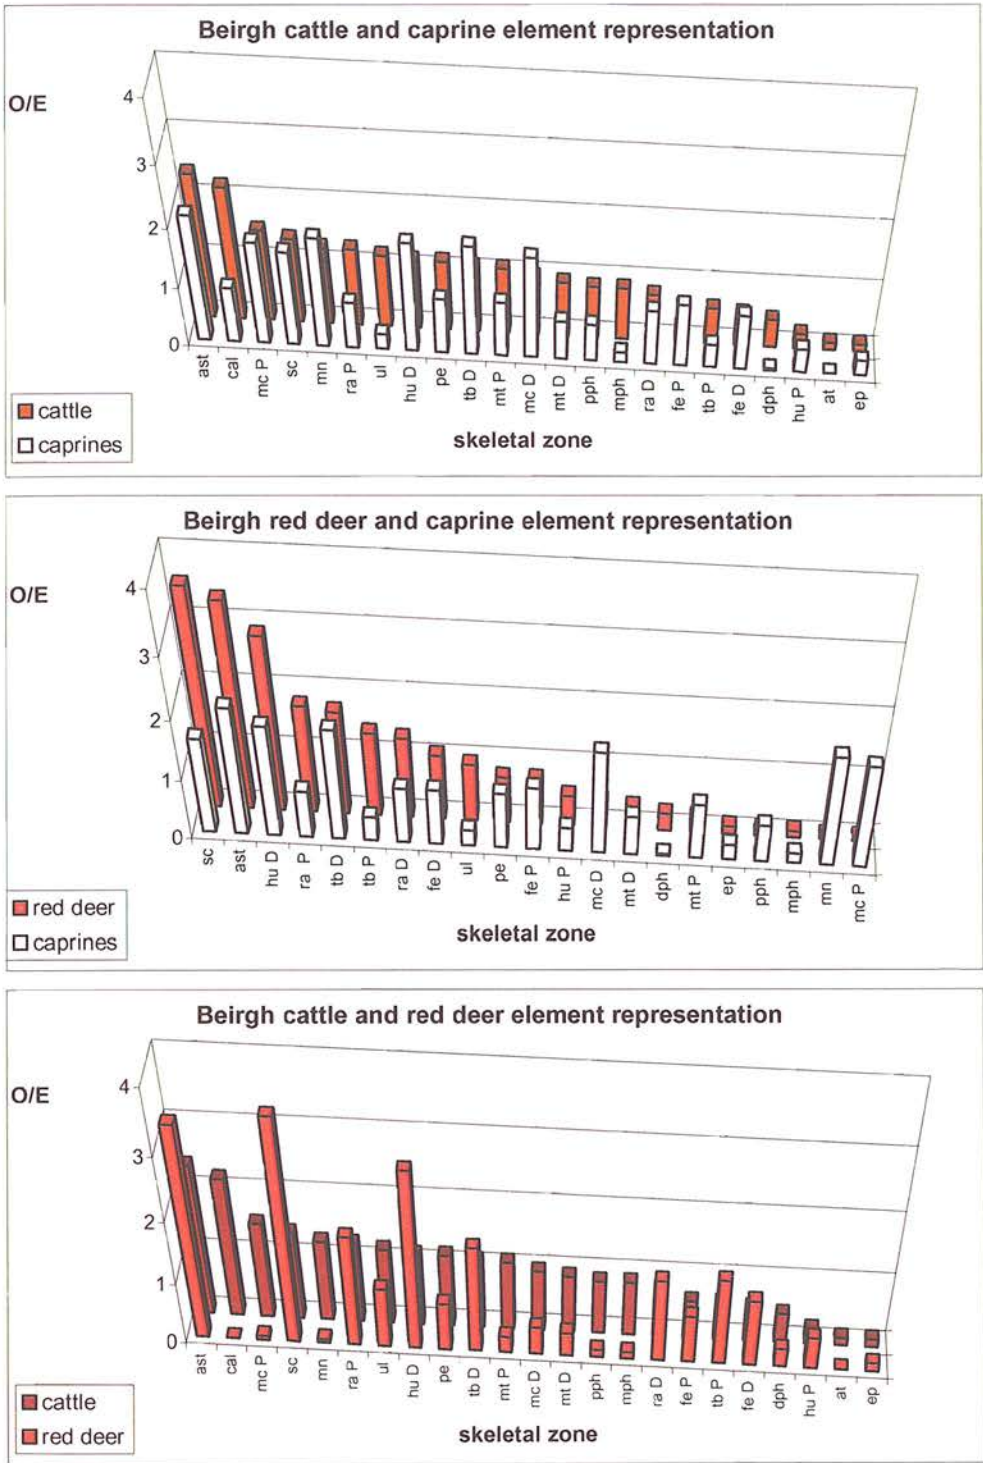 Beirgh cattle and caprine element representation
O/E
4
3
2
1
0
ast
cal
mc P
sc
mn
ra P
ul
hu D
pe
tb D
mt P
mc D
mt D
pph
mph
ra D
fe P
tb P
fe D
dph
hu P
at
ep
skeletal zone
cattle
caprines
Beirgh red deer and caprine element representation
O/E
4
3
2
1
0
sc
ast
hu D
ra P
tb D
tb P
ra D
fe D
ul
pe
fe P
hu P
mc D
mt D
dph
mt P
ep
pph
mph
mn
mc P
skeletal zone
red deer
caprines
Beirgh cattle and red deer element representation
O/E
4
3
2
1
0
ast
cal
mc P
sc
mn
ra P
ul
hu D
pe
tb D
mt P
mc D
mt D
pph
mph
ra D
fe P
tb P
fe D
dph
hu P
at
ep
skeletal zone
cattle
red deer